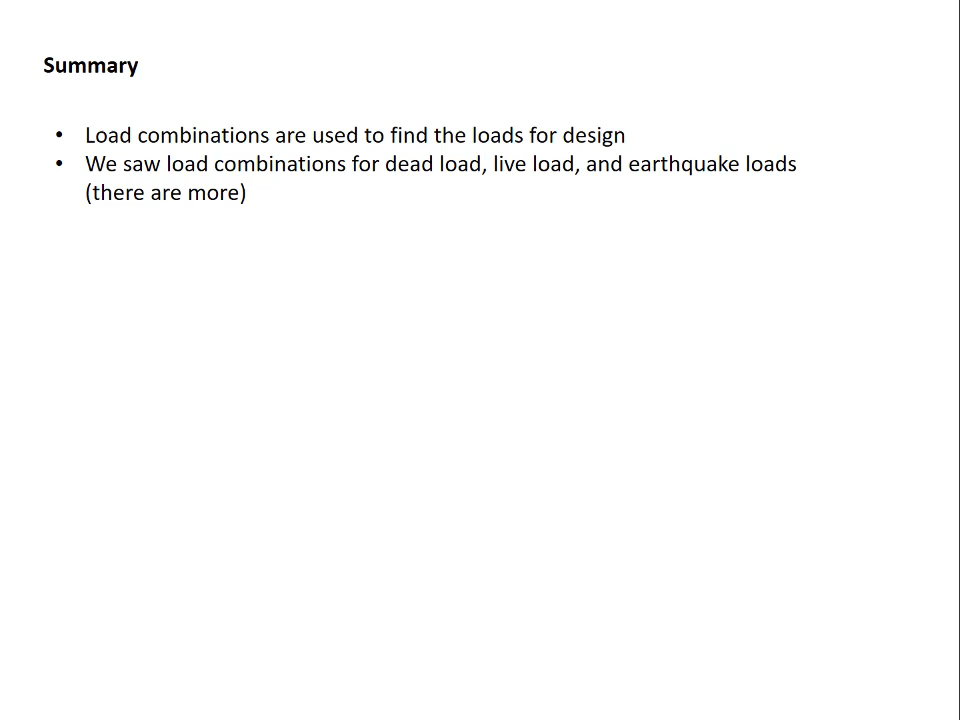 Summary
• Load combinations are used to find the loads for design
• We saw load combinations for dead load, live load, and earthquake loads
(there are more)